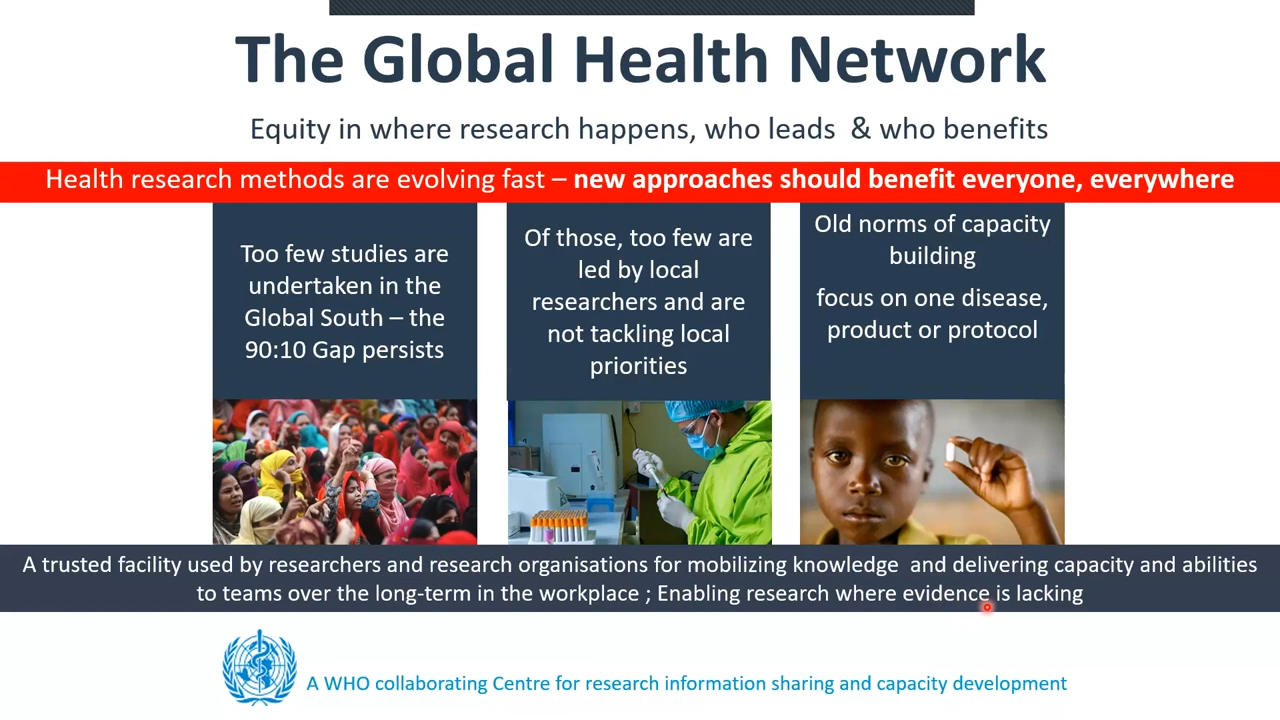 The Global Health Network
Equity in where research happens, who leads & who benefits
Health research methods are evolving fast – new approaches should benefit everyone, everywhere
Too few studies are
undertaken in the
Global South – the
90:10 Gap persists
Of those, too few are
led by local
researchers and are
not tackling local
priorities
Old norms of capacity
building
focus on one disease,
product or protocol
A trusted facility used by researchers and research organisations for mobilizing knowledge and delivering capacity and abilities
to teams over the long-term in the workplace ; Enabling research where evidence is lacking
A WHO collaborating Centre for research information sharing and capacity development